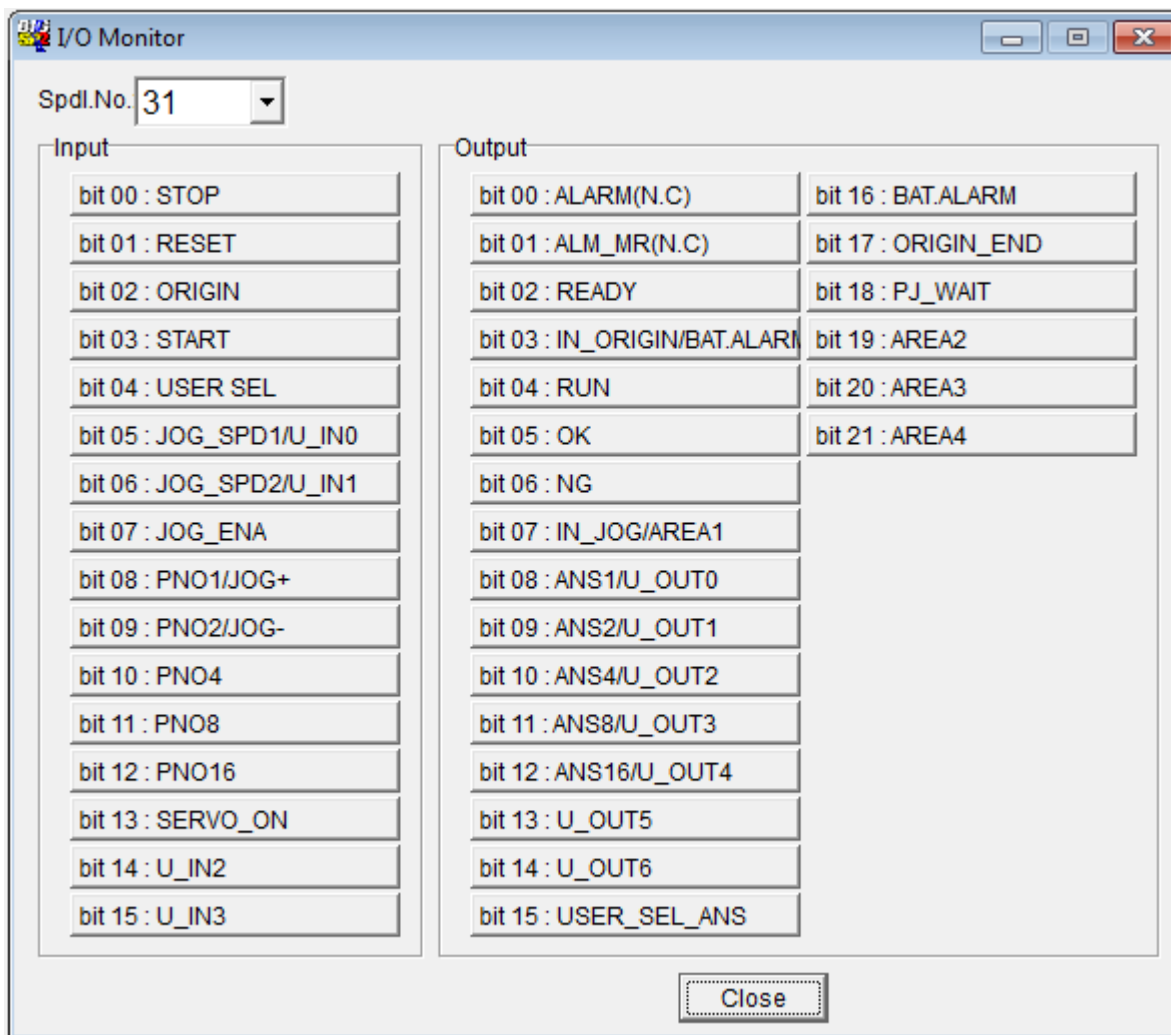 I/O Monitor
Spdl.No. 31
Input
bit 00 : STOP
bit 01 : RESET
bit 02 : ORIGIN
bit 03 : START
bit 04 : USER SEL
bit 05 : JOG_SPD1/U_IN0
bit 06 : JOG_SPD2/U_IN1
bit 07 : JOG_ENA
bit 08 : PNO1/JOG+
bit 09 : PNO2/JOG-
bit 10 : PNO4
bit 11 : PNO8
bit 12 : PNO16
bit 13 : SERVO_ON
bit 14 : U_IN2
bit 15 : U_IN3
Output
bit 00 : ALARM(N.C)
bit 01 : ALM_MR(N.C)
bit 02 : READY
bit 03 : IN_ORIGIN/BAT.ALARM
bit 04 : RUN
bit 05 : OK
bit 06 : NG
bit 07 : IN_JOG/AREA1
bit 08 : ANS1/U_OUT0
bit 09 : ANS2/U_OUT1
bit 10 : ANS4/U_OUT2
bit 11 : ANS8/U_OUT3
bit 12 : ANS16/U_OUT4
bit 13 : U_OUT5
bit 14 : U_OUT6
bit 15 : USER_SEL_ANS
bit 16 : BAT.ALARM
bit 17 : ORIGIN_END
bit 18 : PJ_WAIT
bit 19 : AREA2
bit 20 : AREA3
bit 21 : AREA4
Close